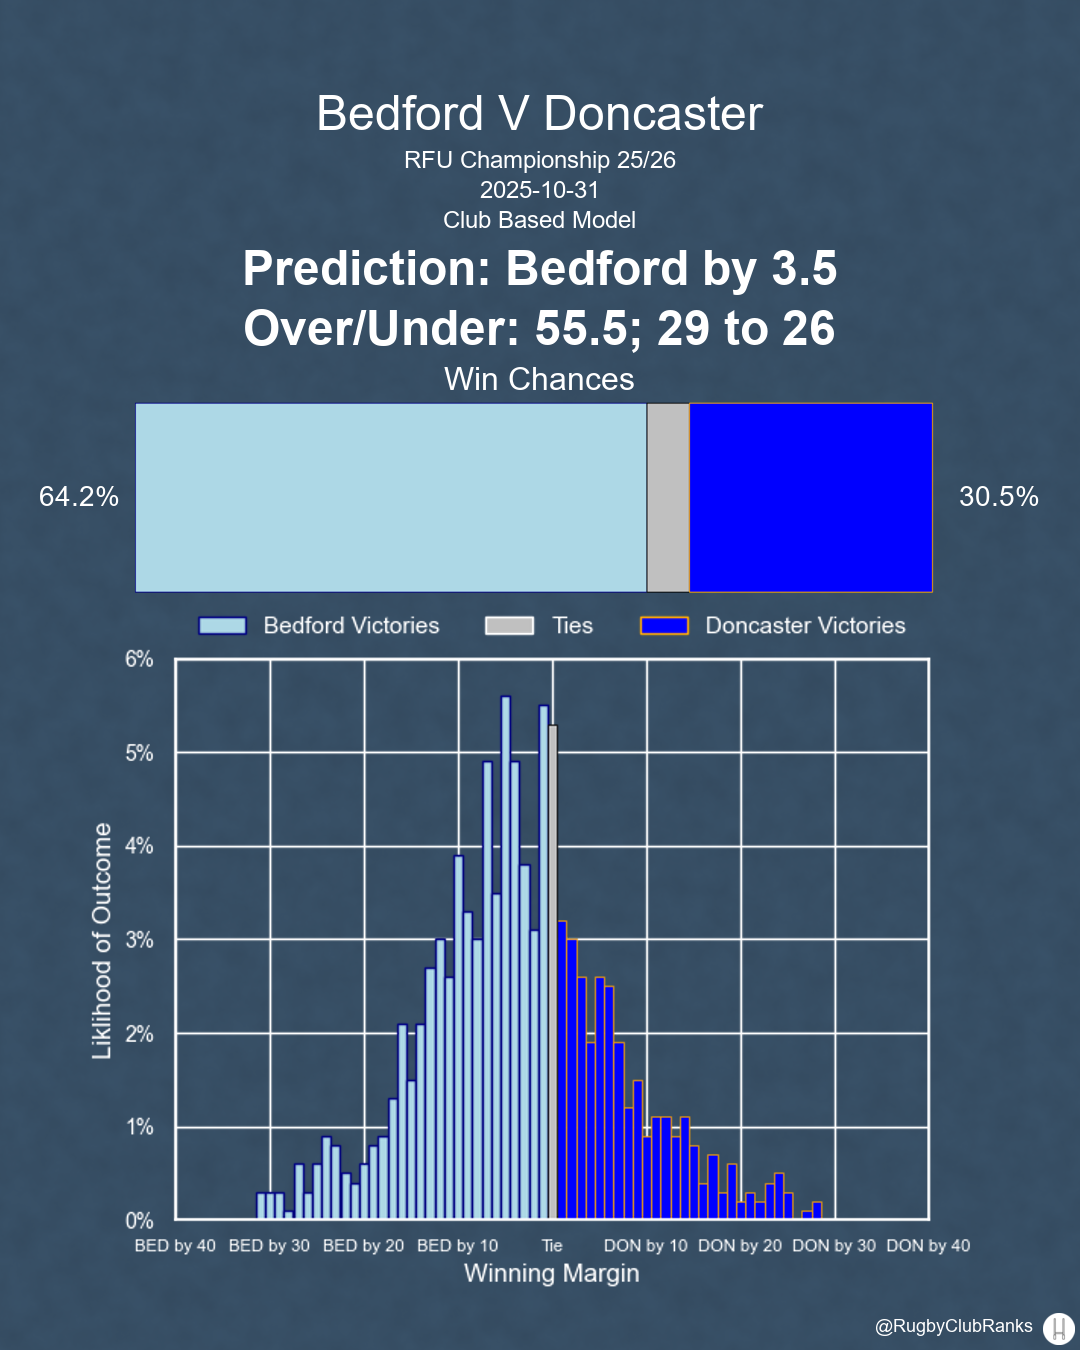 Bedford V Doncaster
RFU Championship 25/26
2025-10-31
Club Based Model
Prediction: Bedford by 3.5
Over/Under: 55.5; 29 to 26
Win Chances
64.2%
30.5%
Bedford Victories
Ties
Doncaster Victories
6%
5%
4%
3%
2%
1%
0%
Liklihood of Outcome
BED by 40
BED by 30
BED by 20
BED by 10
Tie
DON by 10
DON by 20
DON by 30
DON by 40
Winning Margin
@RugbyClubRanks